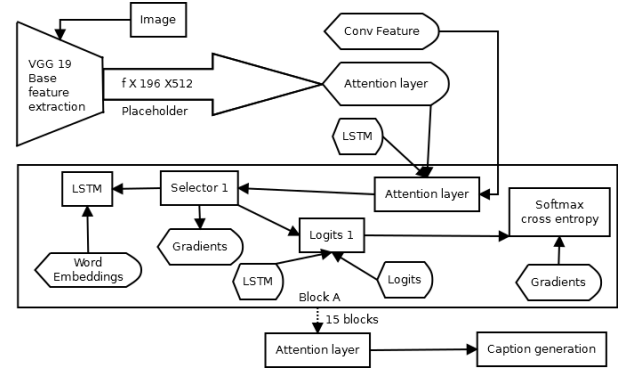 Image
VGG 19
Base
feature
extraction
f X 196 X512
Placeholder
Conv Feature
Attention layer
LSTM
LSTM
Selector 1
Attention layer
Softmax
cross entropy
Gradients
Logits 1
Word
Embeddings
LSTM
Logits
Gradients
Block A
15 blocks
Attention layer
Caption generation